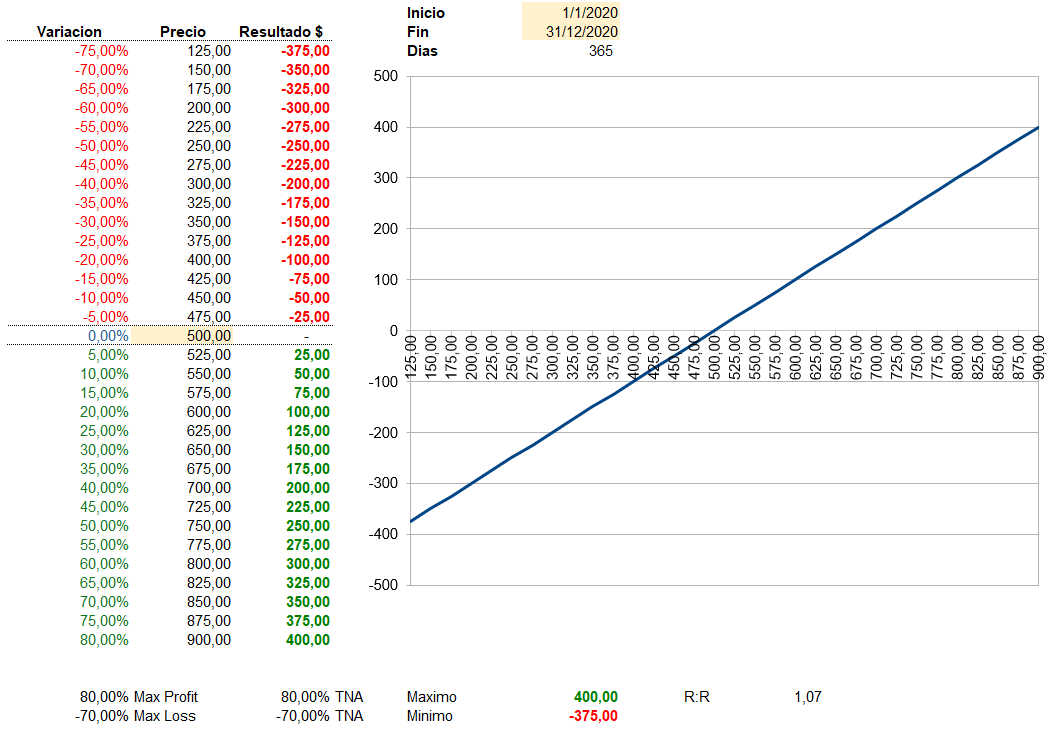 Inicio 1/1/2020
Fin 31/12/2020
Dias 365
Variacion Precio Resultado $
-75,00% 125,00 -375,00
-70,00% 150,00 -350,00
-65,00% 175,00 -325,00
-60,00% 200,00 -300,00
-55,00% 225,00 -275,00
-50,00% 250,00 -250,00
-45,00% 275,00 -225,00
-40,00% 300,00 -200,00
-35,00% 325,00 -175,00
-30,00% 350,00 -150,00
-25,00% 375,00 -125,00
-20,00% 400,00 -100,00
-15,00% 425,00 -75,00
-10,00% 450,00 -50,00
-5,00% 475,00 -25,00
0,00% 500,00 -
5,00% 525,00 25,00
10,00% 550,00 50,00
15,00% 575,00 75,00
20,00% 600,00 100,00
25,00% 625,00 125,00
30,00% 650,00 150,00
35,00% 675,00 175,00
40,00% 700,00 200,00
45,00% 725,00 225,00
50,00% 750,00 250,00
55,00% 775,00 275,00
60,00% 800,00 300,00
65,00% 825,00 325,00
70,00% 850,00 350,00
75,00% 875,00 375,00
80,00% 900,00 400,00
500
400
300
200
100
0
-100
-200
-300
-400
-500
125,00
150,00
175,00
200,00
225,00
250,00
275,00
300,00
325,00
350,00
375,00
400,00
425,00
450,00
475,00
500,00
525,00
550,00
575,00
600,00
625,00
650,00
675,00
700,00
725,00
750,00
775,00
800,00
825,00
850,00
875,00
900,00
80,00% Max Profit 80,00% TNA Maximo 400,00 R:R 1,07
-70,00% Max Loss -70,00% TNA Minimo -375,00